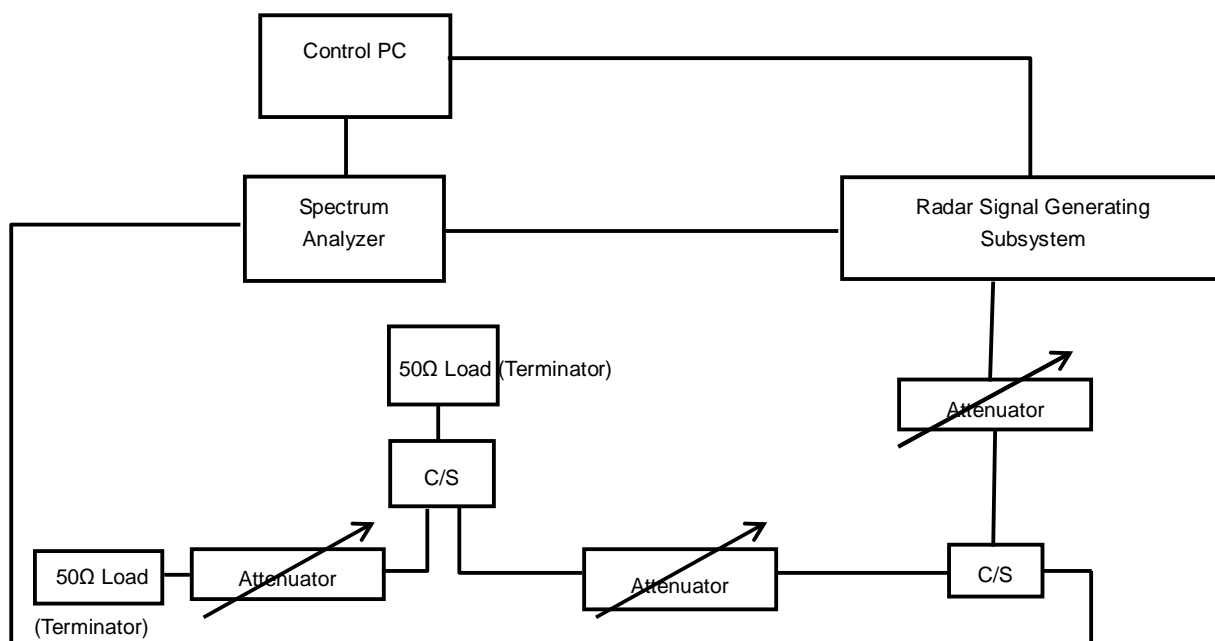 Control PC
Spectrum
Analyzer
Radar Signal Generating
Subsystem
50Ω Load (Terminator)
Attenuator
C/S
50Ω Load
(Terminator)
Attenuator
Attenuator
C/S